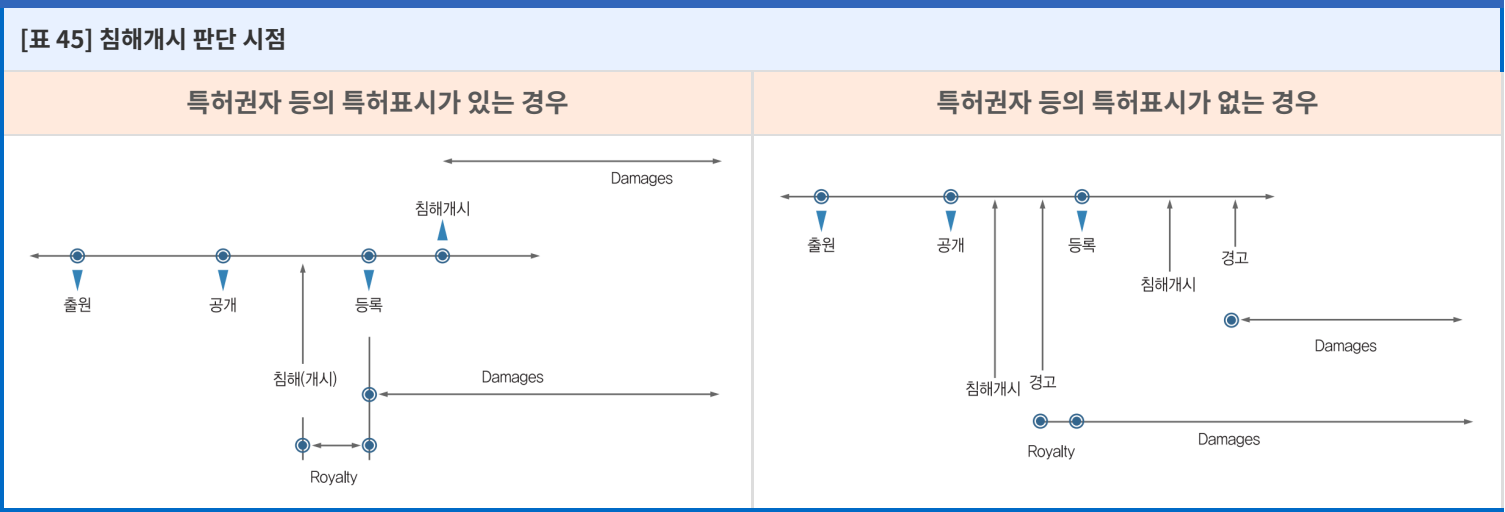 [표 45] 침해개시 판단 시점
특허권자 등의 특허표시가 있는 경우
특허권자 등의 특허표시가 없는 경우
Damages
침해개시
출원
공개
등록
침해(개시)
Damages
Royalty
출원
공개
등록
경고
침해개시
Damages
침해개시
경고
Royalty
Damages